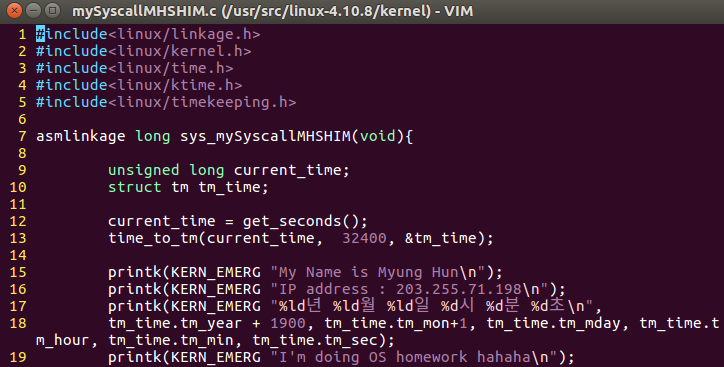 mySyscallMHSHIM.c (/usr/src/linux-4.10.8/kernel) - VIM
1 #include<linux/linkage.h>
2 #include<linux/kernel.h>
3 #include<linux/time.h>
4 #include<linux/ktime.h>
5 #include<linux/timekeeping.h>
6
7 asmlinkage long sys_mySyscallMHSHIM(void){
8
9         unsigned long current_time;
10         struct tm tm_time;
11
12         current_time = get_seconds();
13         time_to_tm(current_time,  32400, &tm_time);
14
15         printk(KERN_EMERG "My Name is Myung Hun\n");
16         printk(KERN_EMERG "IP address : 203.255.71.198\n");
17         printk(KERN_EMERG "%ld년 %ld월 %ld일 %d시 %d분 %d초\n",
18         tm_time.tm_year + 1900, tm_time.tm_mon+1, tm_time.tm_mday, tm_time.t
m_hour, tm_time.tm_min, tm_time.tm_sec);
19         printk(KERN_EMERG "I'm doing OS homework hahaha\n");